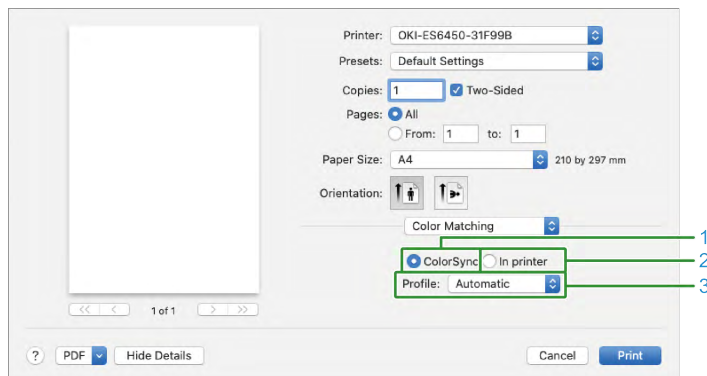 Printer: OKI-ES6450-31F99B
Presets: Default Settings
Copies: 1 Two-Sided
Pages: All
From: 1 to: 1
Paper Size: A4 210 by 297 mm
Orientation:
Color Matching
1
ColorSync In printer 2
Profile: Automatic 3
<< < 1 of 1 > >>
? PDF Hide Details Cancel Print